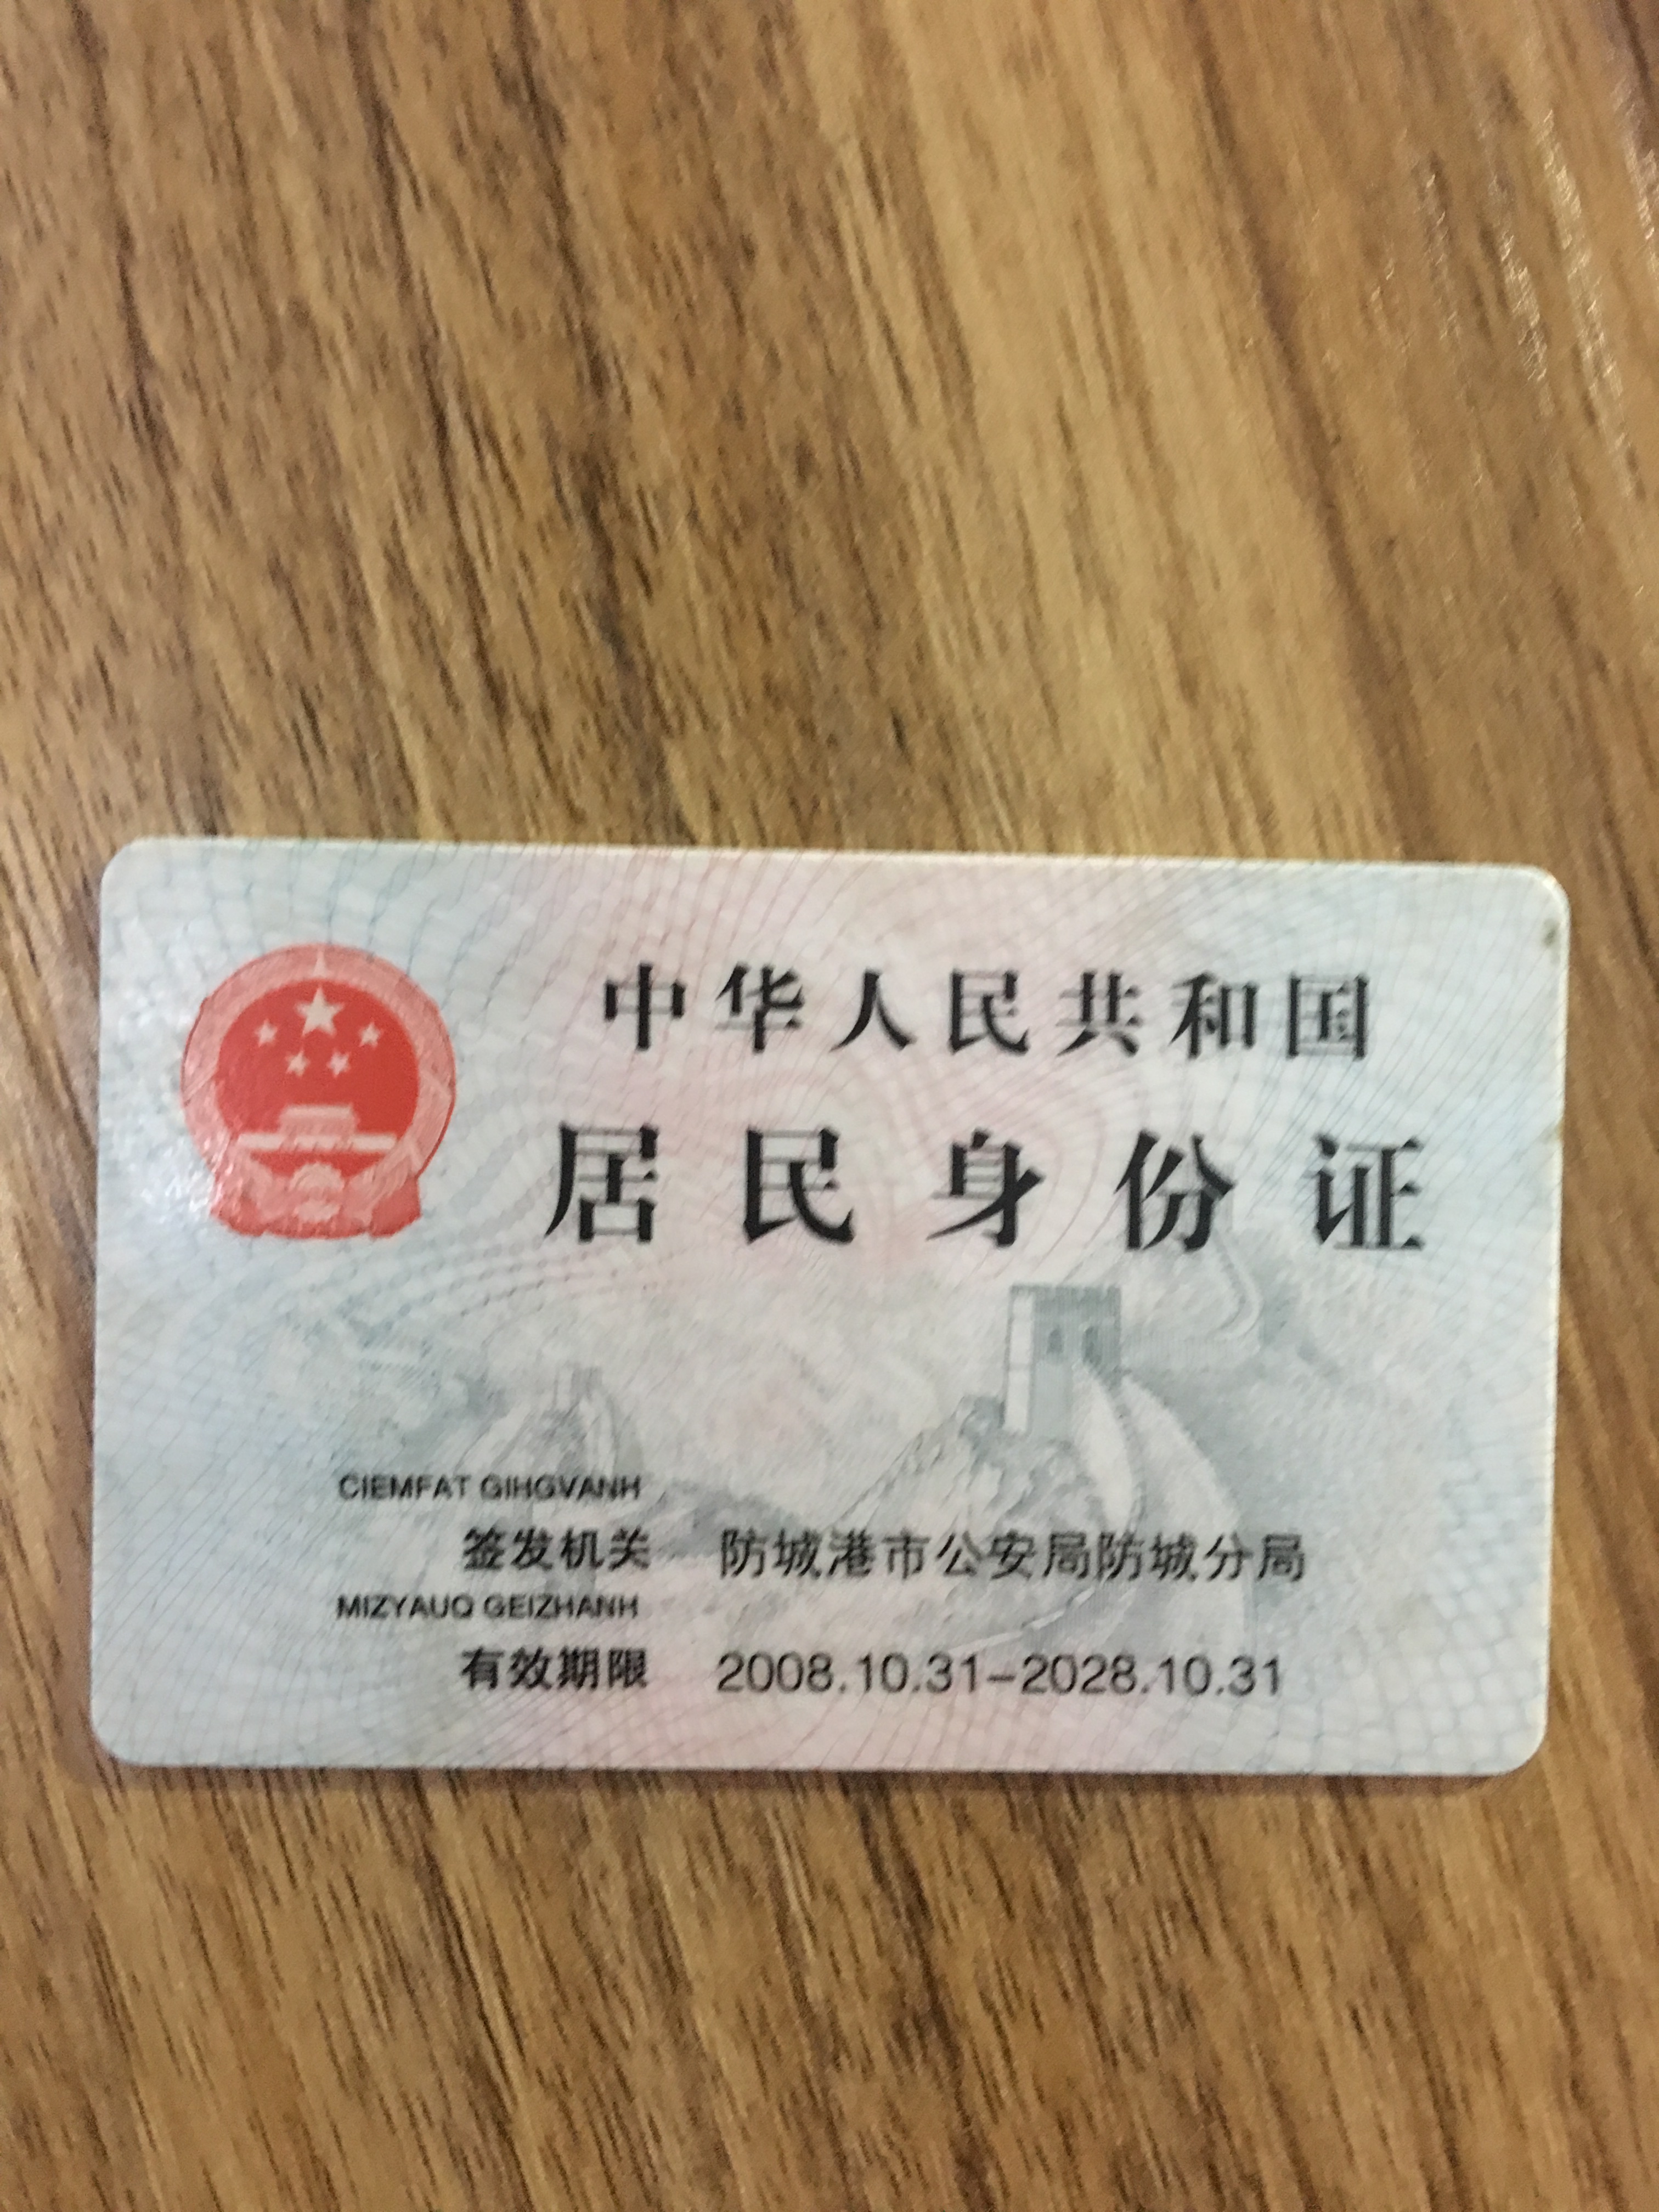 中华人民共和国
居民身份证
CIEMFAT GIHGVANH
签发机关 防城港市公安局防城分局
MIZYAUQ GEIZHANH
有效期限 2008.10.31-2028.10.31